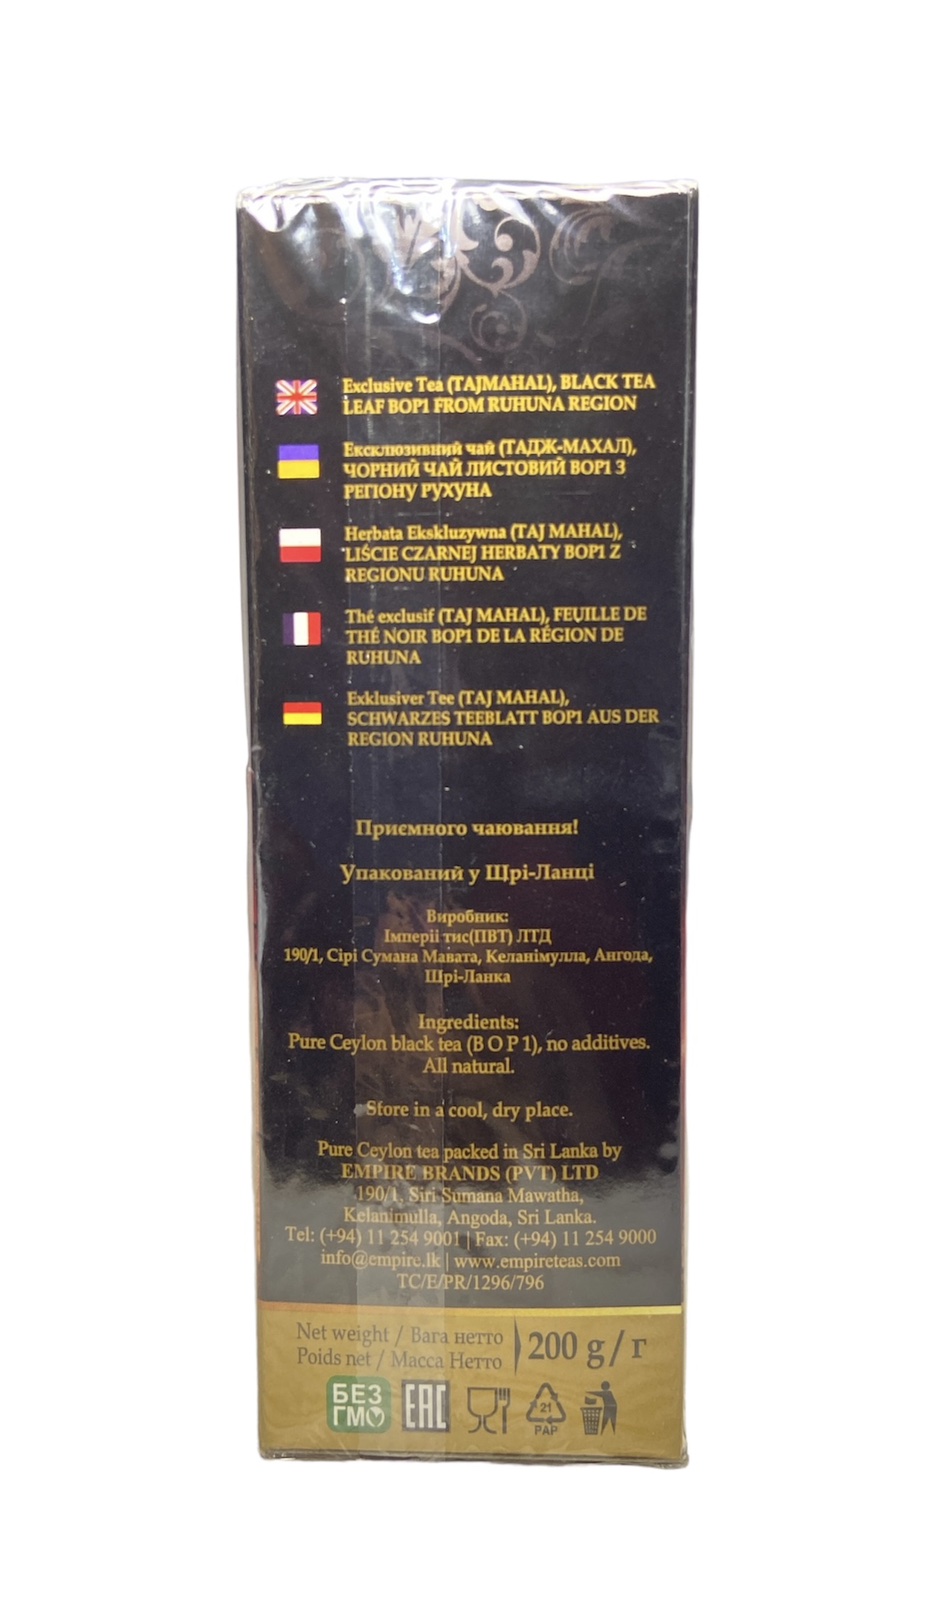 Exclusive Tea (TAJMAHAL), BLACK TEA
LEAF BOP1 FROM RUHUNA REGION
Ексклюзивний чай (ТАДЖ-МАХАЛ),
ЧОРНИЙ ЧАЙ ЛИСТОВИЙ BOP1 З
РЕГІОНУ РУХУНА
Herbata Ekskluzywna (TAJ MAHAL),
LIŚCIE CZARNEJ HERBATY BOP1 Z
REGIONU RUHUNA
Thé exclusif (TAJ MAHAL), FEUILLE DE
THÉ NOIR BOP1 DE LA RÉGION DE
RUHUNA
Exklusiver Tee (TAJ MAHAL),
SCHWARZES TEEBLATT BOP1 AUS DER
REGION RUHUNA
Приємного чаювання!
Упакований у Щрі-Ланці
Виробник:
Імперії тис(ПВТ) ЛТД
190/1, Сірі Сумана Мавата, Келанімулла, Ангода,
Щрі-Ланка
Ingredients:
Pure Ceylon black tea (B O P 1), no additives.
All natural.
Store in a cool, dry place.
Pure Ceylon tea packed in Sri Lanka by
EMPIRE BRANDS (PVT) LTD
190/1, Siri Sumana Mawatha,
Kelanimulla, Angoda, Sri Lanka.
Tel: (+94) 11 254 9001 | Fax: (+94) 11 254 9000
info@empire.lk | www.empireteas.com
TC/E/PR/1296/796
Net weight / Вага нетто
Poids net / Масса Нетто
200 g/г
БЕЗ
ГМО
EAC
21
PAP